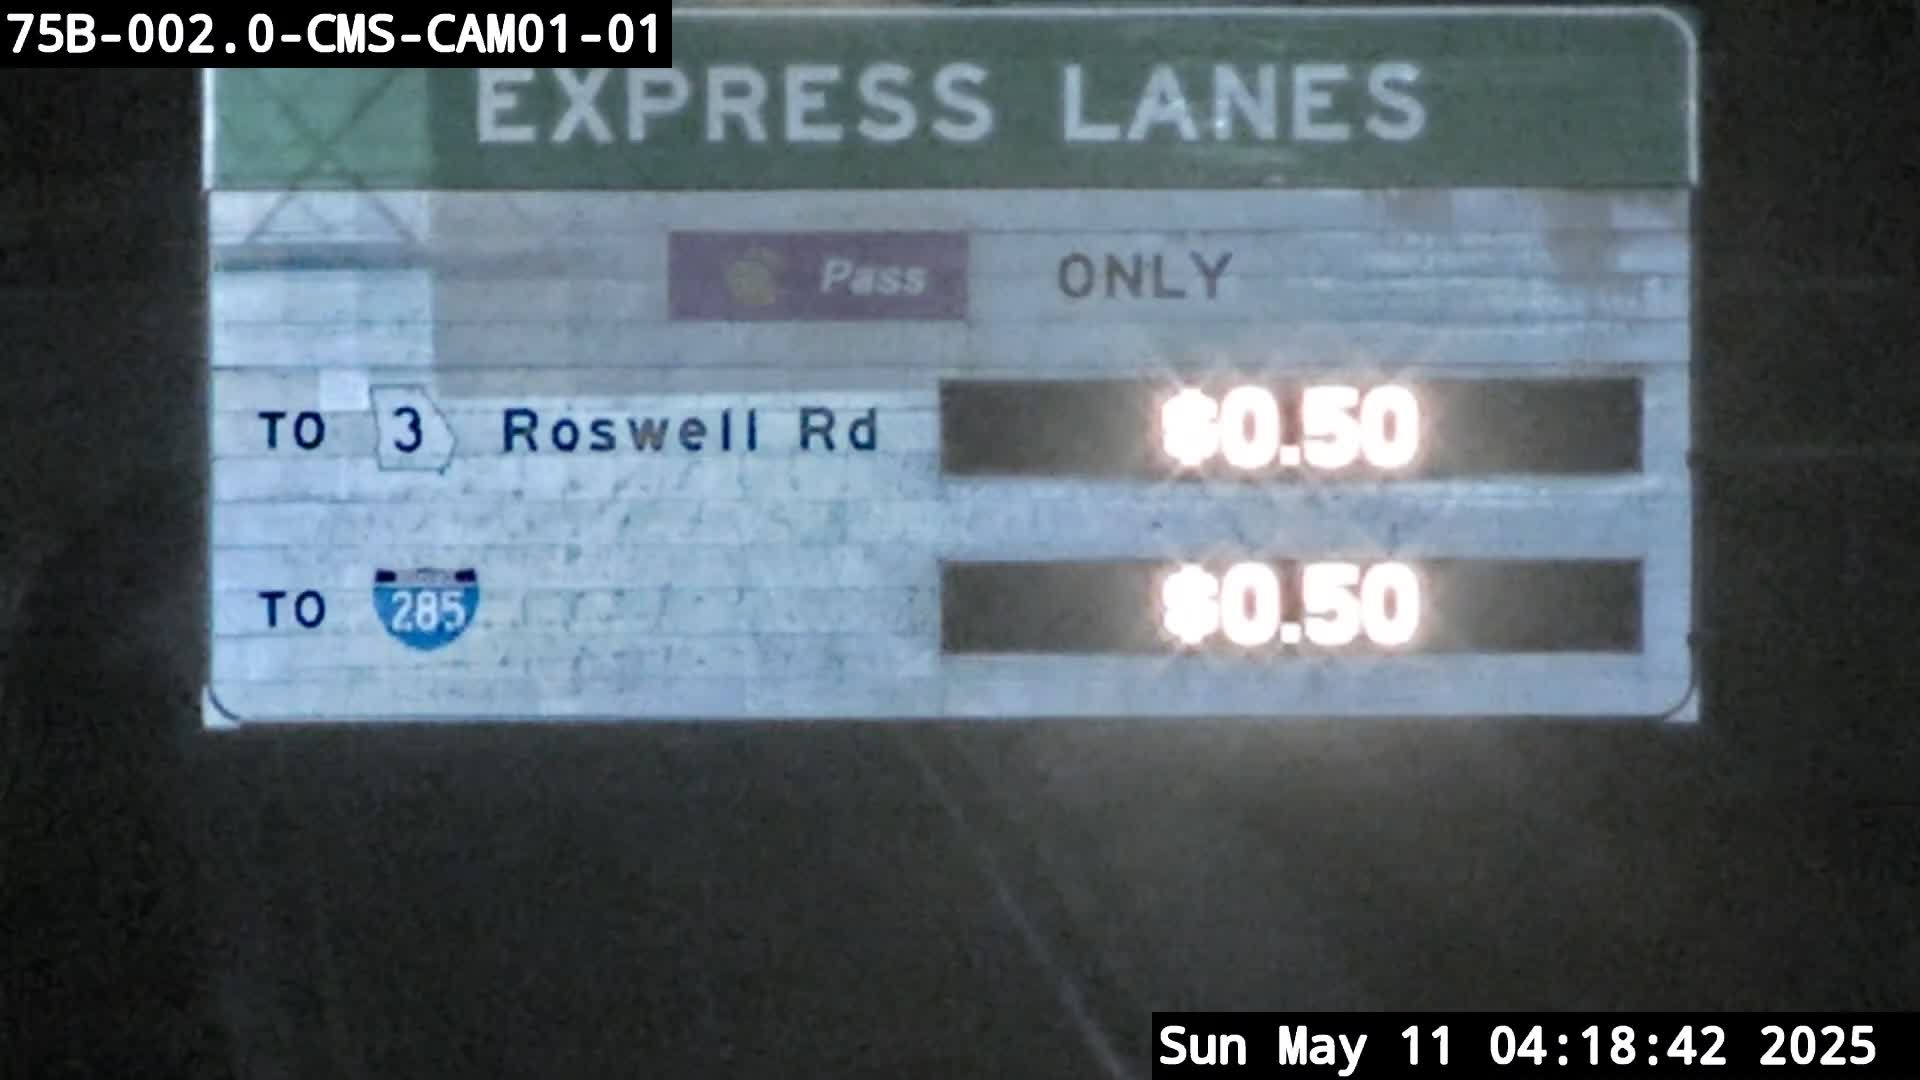 75B-002.0-CMS-CAM01-01
EXPRESS LANES
Pass ONLY
TO 3 Roswell Rd $0.50
TO 285 $0.50
Sun May 11 04:18:42 2025